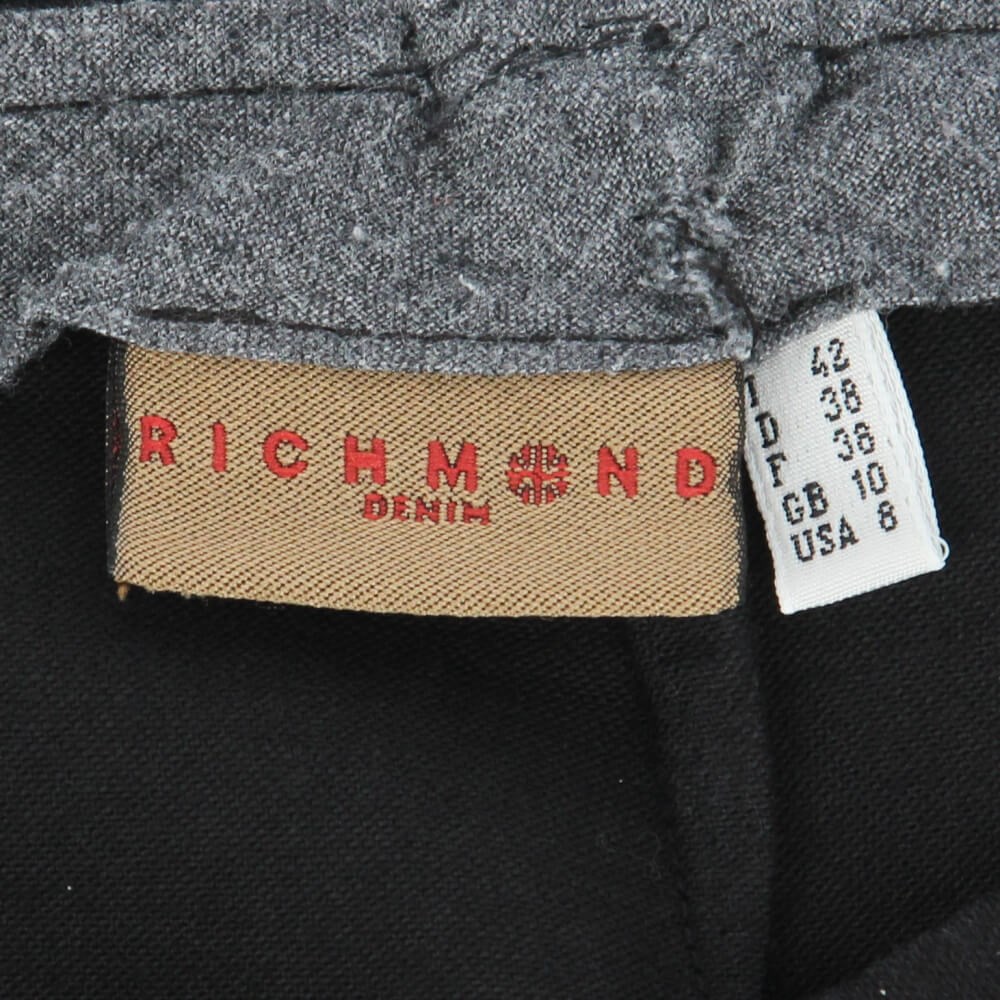 RICHMOND
DENIM
I 42
D 38
F 38
GB 10
USA 8